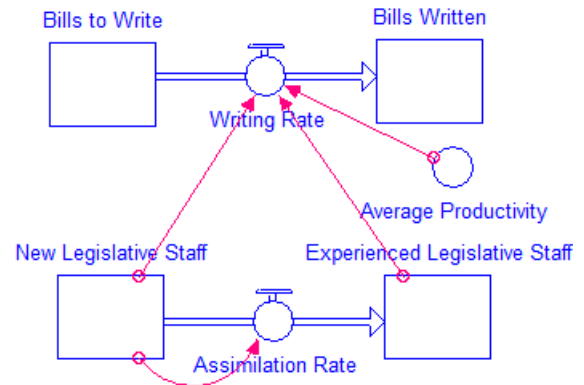 Bills to Write
Bills Written
Writing Rate
Average Productivity
New Legislative Staff
Experienced Legislative Staff
Assimilation Rate